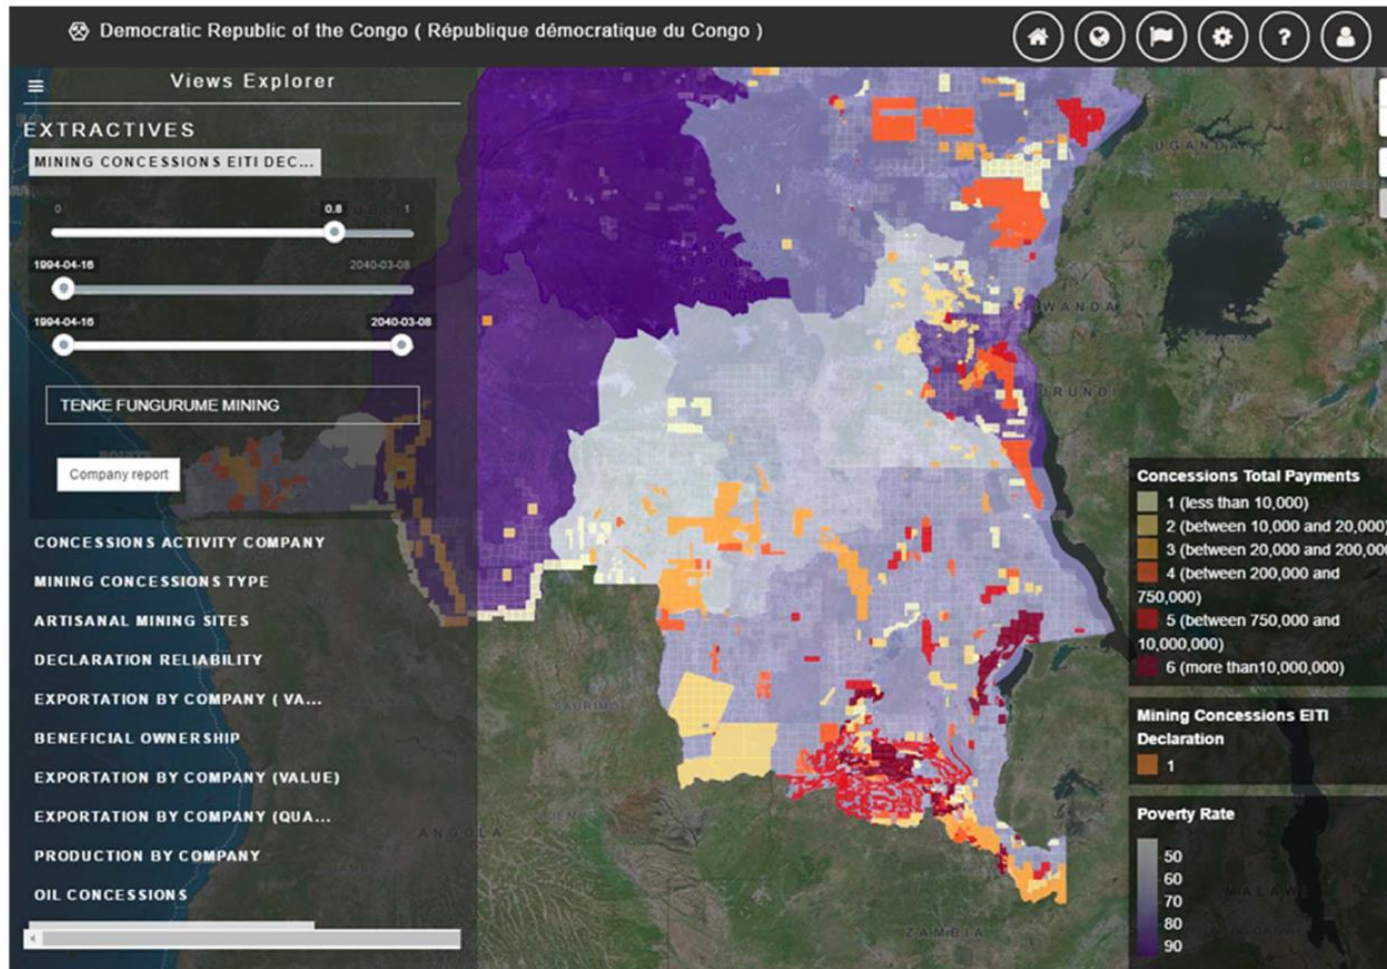 Democratic Republic of the Congo ( République démocratique du Congo )
Views Explorer
EXTRACTIVES
MINING CONCESSIONS EITI DEC...
0 0.8 1
1994-04-16 2040-03-08
1994-04-16 2040-03-08
TENKE FUNGURUME MINING
Company report
CONCESSIONS ACTIVITY COMPANY
MINING CONCESSIONS TYPE
ARTISANAL MINING SITES
DECLARATION RELIABILITY
EXPORTATION BY COMPANY ( VA...
BENEFICIAL OWNERSHIP
EXPORTATION BY COMPANY (VALUE)
EXPORTATION BY COMPANY (QUA...
PRODUCTION BY COMPANY
OIL CONCESSIONS
UGANDA
WANDA
URUNDI
SAURIMO
ANGOLA
ZAMBIA
MALAWI
Concessions Total Payments
1 (less than 10,000)
2 (between 10,000 and 20,000)
3 (between 20,000 and 200,000
4 (between 200,000 and
750,000)
5 (between 750,000 and
10,000,000)
6 (more than10,000,000)
Mining Concessions EITI
Declaration
1
Poverty Rate
50
60
70
80
90